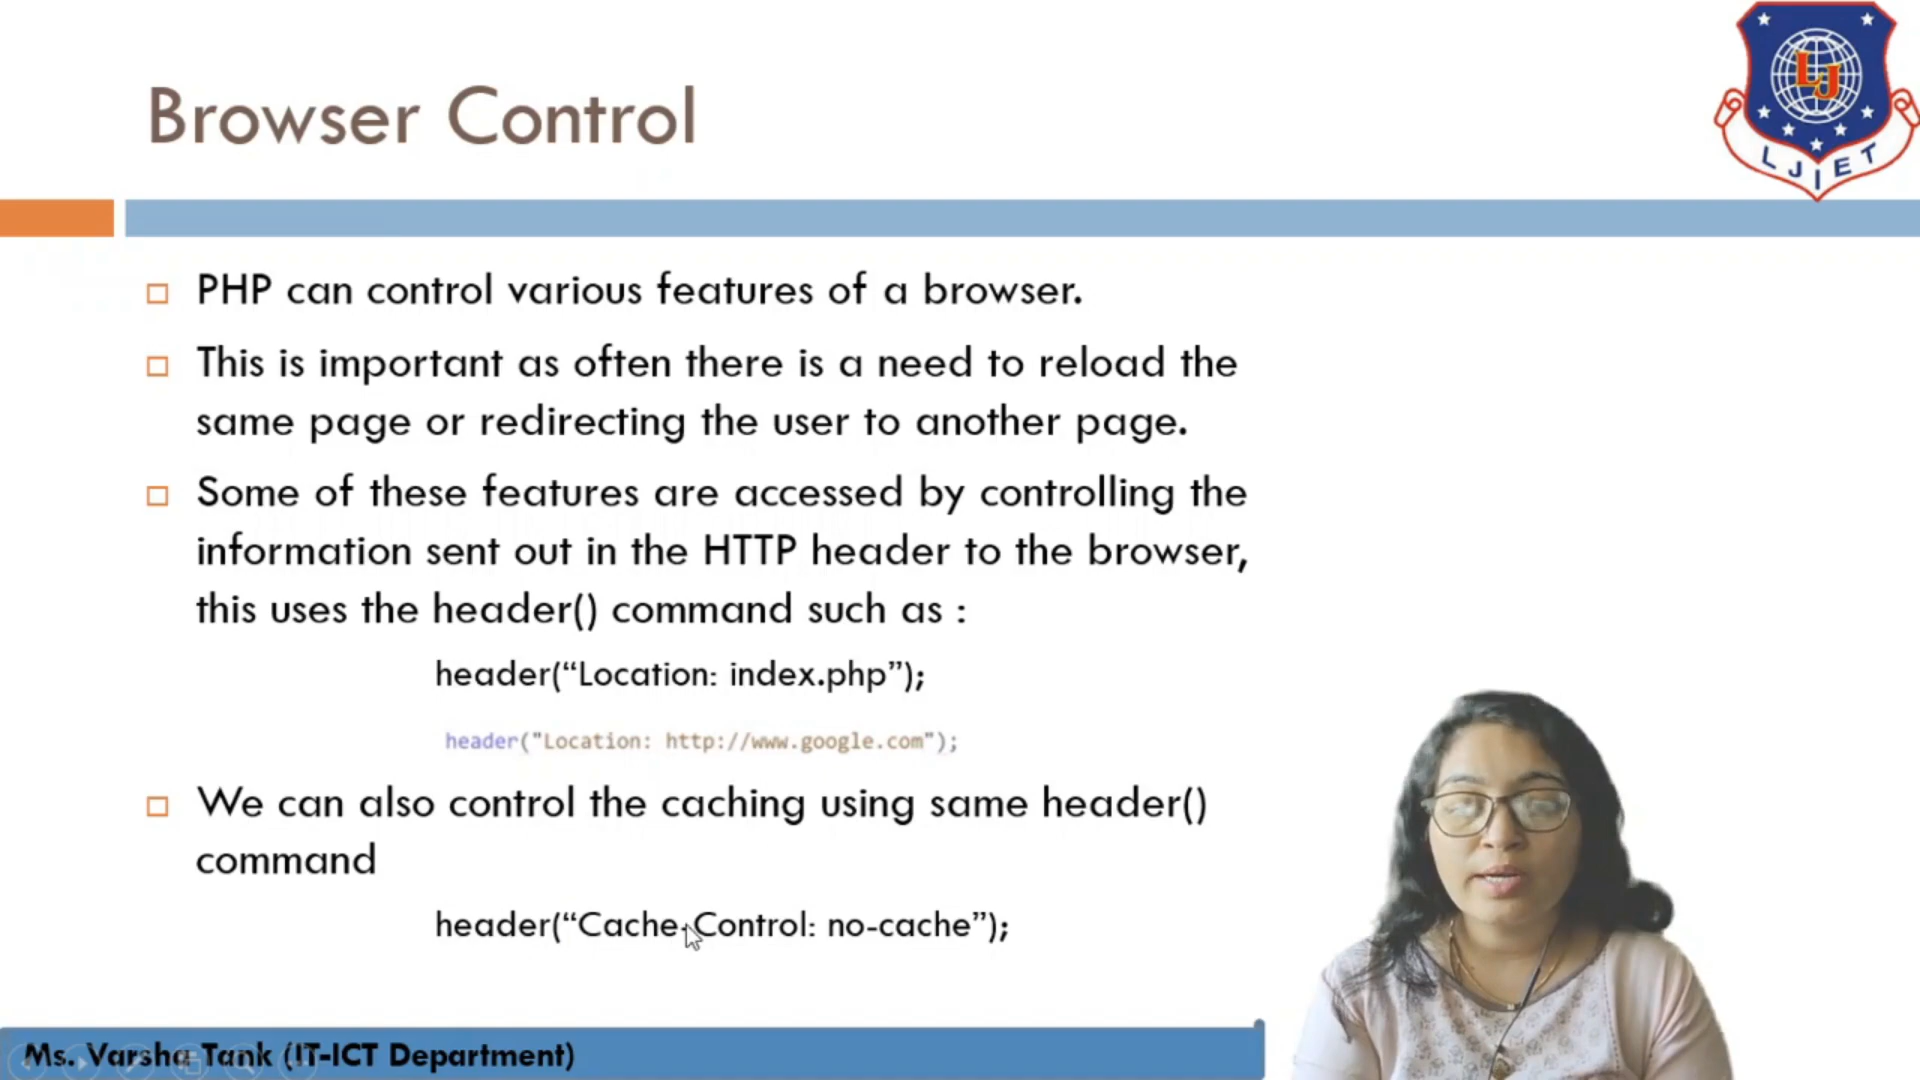 Browser Control
LJ
LJIET
PHP can control various features of a browser.
This is important as often there is a need to reload the
same page or redirecting the user to another page.
Some of these features are accessed by controlling the
information sent out in the HTTP header to the browser,
this uses the header() command such as :
header(“Location: index.php”);
header("Location: http://www.google.com");
We can also control the caching using same header()
command
header(“Cache-Control: no-cache”);
Ms. Varsha Tank (IT-ICT Department)